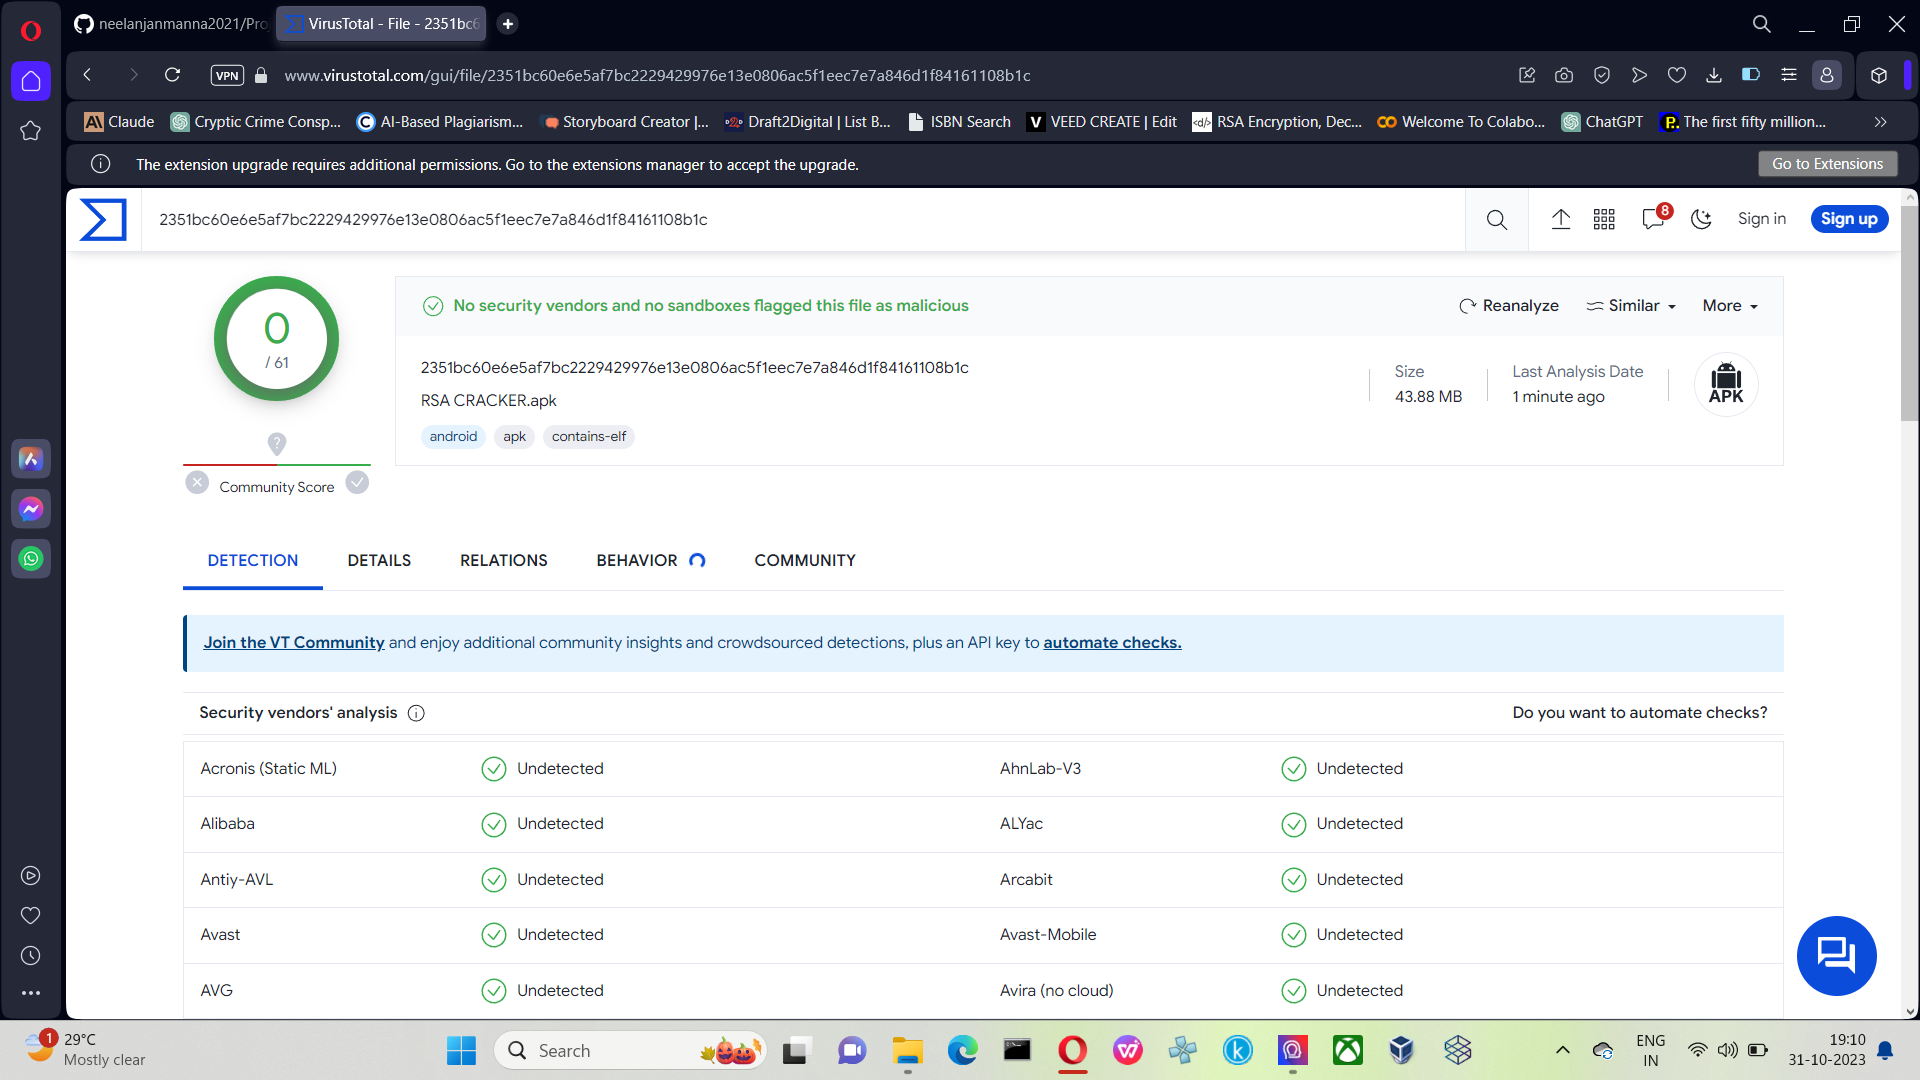 neelanjanmanna2021/Pro
VirusTotal - File - 2351bc6
VPN
www.virustotal.com/gui/file/2351bc60e6e5af7bc2229429976e13e0806ac5f1eec7e7a846d1f84161108b1c
Claude
Cryptic Crime Consp...
AI-Based Plagiarism...
Storyboard Creator |...
Draft2Digital | List B...
ISBN Search
VEED CREATE | Edit
RSA Encryption, Dec...
Welcome To Colabo...
ChatGPT
The first fifty million...
The extension upgrade requires additional permissions. Go to the extensions manager to accept the upgrade.
Go to Extensions
2351bc60e6e5af7bc2229429976e13e0806ac5f1eec7e7a846d1f84161108b1c
8
Sign in
Sign up
0
/ 61
No security vendors and no sandboxes flagged this file as malicious
Reanalyze
Similar
More
2351bc60e6e5af7bc2229429976e13e0806ac5f1eec7e7a846d1f84161108b1c
RSA CRACKER.apk
android
apk
contains-elf
Size
43.88 MB
Last Analysis Date
1 minute ago
APK
?
Community Score
DETECTION
DETAILS
RELATIONS
BEHAVIOR
COMMUNITY
Join the VT Community and enjoy additional community insights and crowdsourced detections, plus an API key to automate checks.
Security vendors' analysis
Do you want to automate checks?
Acronis (Static ML)
Undetected
AhnLab-V3
Undetected
Alibaba
Undetected
ALYac
Undetected
Antiy-AVL
Undetected
Arcabit
Undetected
Avast
Undetected
Avast-Mobile
Undetected
AVG
Undetected
Avira (no cloud)
Undetected
1
29°C
Mostly clear
Search
ENG
IN
19:10
31-10-2023